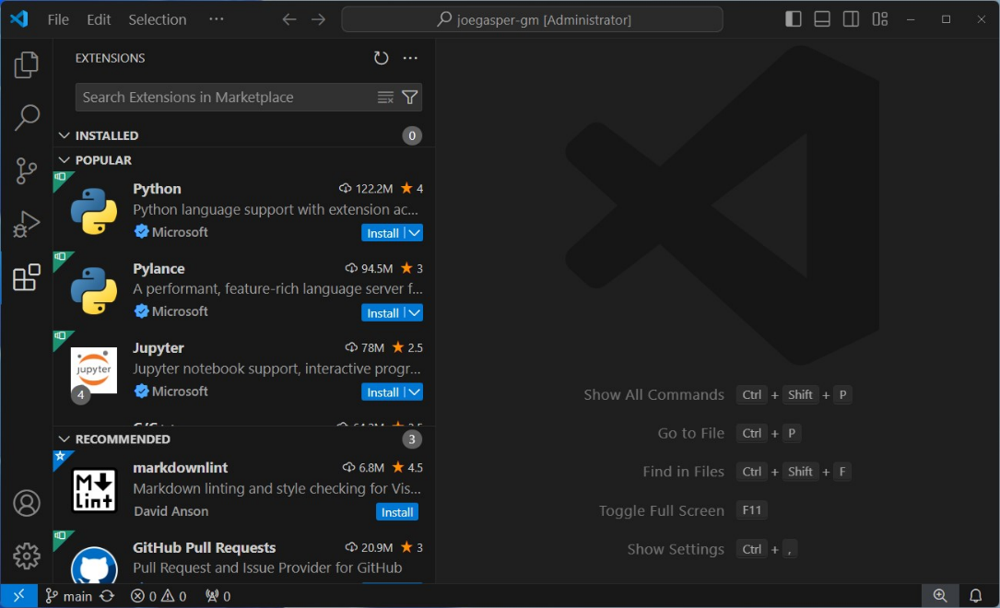 File Edit Selection ··· joegasper-gm [Administrator]
EXTENSIONS
Search Extensions in Marketplace
INSTALLED 0
POPULAR
Python 122.2M 4
Python language support with extension ac...
Microsoft Install
Pylance 94.5M 3
A performant, feature-rich language server f...
Microsoft Install
Jupyter 78M 2.5
jupyter
Jupyter notebook support, interactive progr...
4 Microsoft Install
RECOMMENDED 3
markdownlint 6.8M 4.5
M
Lint
Markdown linting and style checking for Vis...
David Anson Install
GitHub Pull Requests 20.9M 3
Pull Request and Issue Provider for GitHub
Show All Commands Ctrl + Shift + P
Go to File Ctrl + P
Find in Files Ctrl + Shift + F
Toggle Full Screen F11
Show Settings Ctrl + ,
main 0 0 0